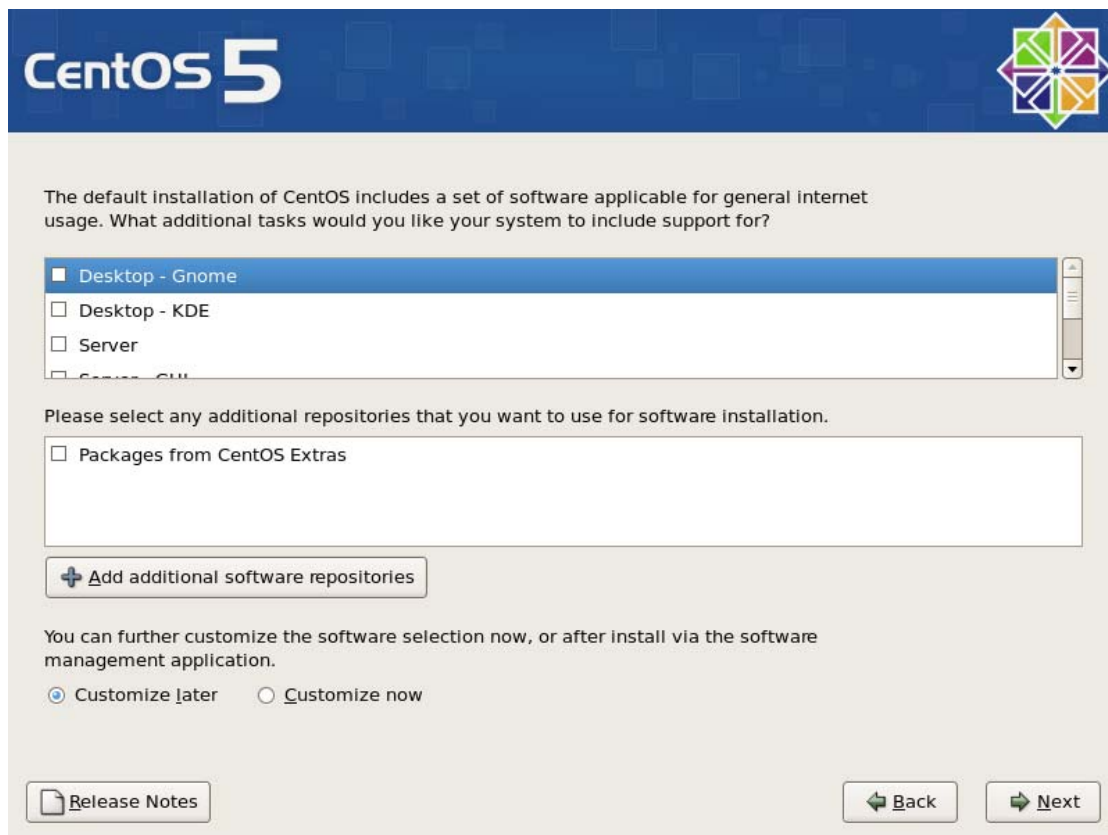 CentOS 5
The default installation of CentOS includes a set of software applicable for general internet
usage. What additional tasks would you like your system to include support for?
Desktop - Gnome
Desktop - KDE
Server
Server - GUI
Please select any additional repositories that you want to use for software installation.
Packages from CentOS Extras
Add additional software repositories
You can further customize the software selection now, or after install via the software
management application.
Customize later Customize now
Release Notes Back Next